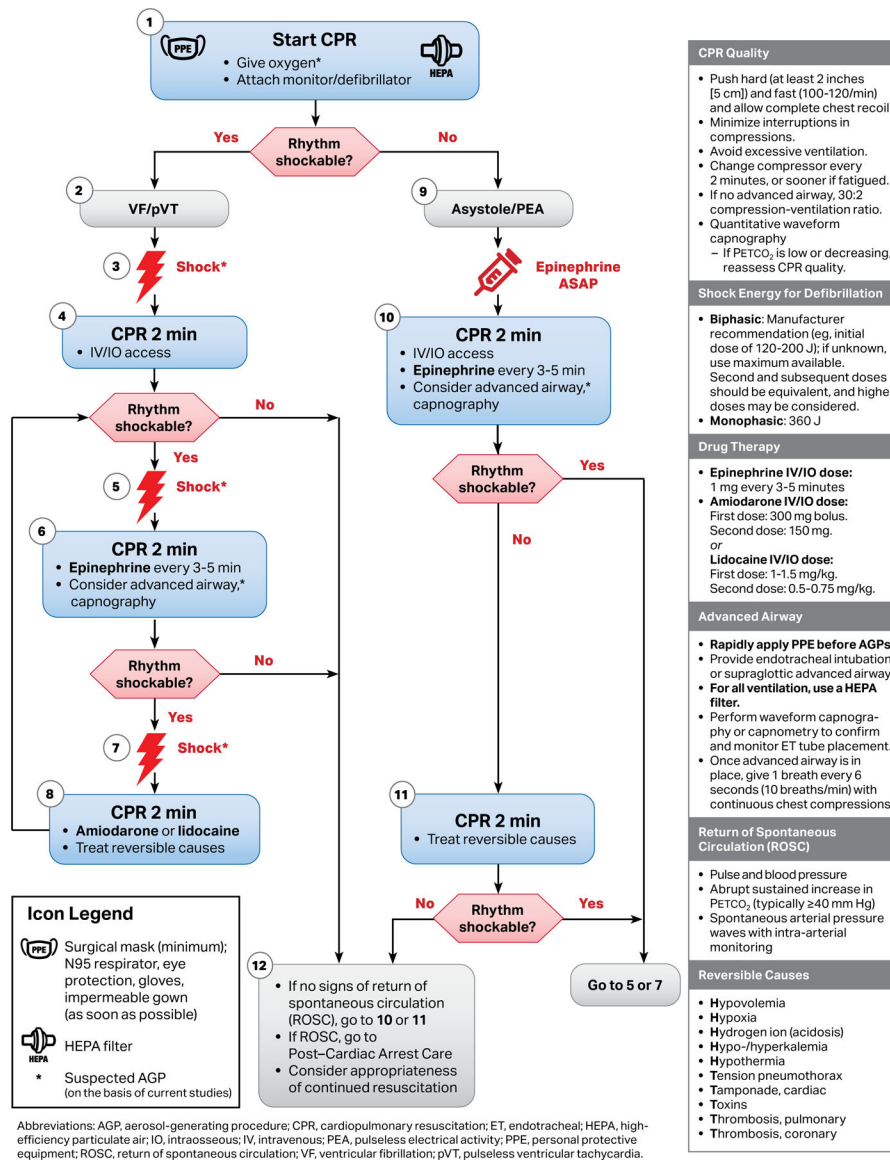 1
PPE
Start CPR
• Give oxygen*
• Attach monitor/defibrillator
HEPA
Rhythm
shockable?
Yes
No
2
VF/pVT
3
Shock*
4
CPR 2 min
• IV/IO access
Rhythm
shockable?
No
Yes
5
Shock*
6
CPR 2 min
• Epinephrine every 3-5 min
• Consider advanced airway,*
capnography
Rhythm
shockable?
No
Yes
7
Shock*
8
CPR 2 min
• Amiodarone or lidocaine
• Treat reversible causes
9
Asystole/PEA
Epinephrine
ASAP
10
CPR 2 min
• IV/IO access
• Epinephrine every 3-5 min
• Consider advanced airway,*
capnography
Rhythm
shockable?
Yes
No
11
CPR 2 min
• Treat reversible causes
No
Rhythm
shockable?
Yes
12
• If no signs of return of
spontaneous circulation
(ROSC), go to 10 or 11
• If ROSC, go to
Post–Cardiac Arrest Care
• Consider appropriateness
of continued resuscitation
Go to 5 or 7
Icon Legend
PPE
Surgical mask (minimum);
N95 respirator, eye
protection, gloves,
impermeable gown
(as soon as possible)
HEPA
HEPA filter
* Suspected AGP
(on the basis of current studies)
CPR Quality
• Push hard (at least 2 inches
[5 cm]) and fast (100-120/min)
and allow complete chest recoil
• Minimize interruptions in
compressions.
• Avoid excessive ventilation.
• Change compressor every
2 minutes, or sooner if fatigued.
• If no advanced airway, 30:2
compression-ventilation ratio.
• Quantitative waveform
capnography
– If PETCO₂ is low or decreasing,
reassess CPR quality.
Shock Energy for Defibrillation
• Biphasic: Manufacturer
recommendation (eg, initial
dose of 120-200 J); if unknown,
use maximum available.
Second and subsequent doses
should be equivalent, and highe
doses may be considered.
• Monophasic: 360 J
Drug Therapy
• Epinephrine IV/IO dose:
1 mg every 3-5 minutes
• Amiodarone IV/IO dose:
First dose: 300 mg bolus.
Second dose: 150 mg.
or
Lidocaine IV/IO dose:
First dose: 1-1.5 mg/kg.
Second dose: 0.5-0.75 mg/kg.
Advanced Airway
• Rapidly apply PPE before AGPs
• Provide endotracheal intubation
or supraglottic advanced airway
• For all ventilation, use a HEPA
filter.
• Perform waveform capnogra-
phy or capnometry to confirm
and monitor ET tube placement.
• Once advanced airway is in
place, give 1 breath every 6
seconds (10 breaths/min) with
continuous chest compressions
Return of Spontaneous
Circulation (ROSC)
• Pulse and blood pressure
• Abrupt sustained increase in
PETCO₂ (typically ≥40 mm Hg)
• Spontaneous arterial pressure
waves with intra-arterial
monitoring
Reversible Causes
• Hypovolemia
• Hypoxia
• Hydrogen ion (acidosis)
• Hypo-/hyperkalemia
• Hypothermia
• Tension pneumothorax
• Tamponade, cardiac
• Toxins
• Thrombosis, pulmonary
• Thrombosis, coronary
Abbreviations: AGP, aerosol-generating procedure; CPR, cardiopulmonary resuscitation; ET, endotracheal; HEPA, high-
efficiency particulate air; IO, intraosseous; IV, intravenous; PEA, pulseless electrical activity; PPE, personal protective
equipment; ROSC, return of spontaneous circulation; VF, ventricular fibrillation; pVT, pulseless ventricular tachycardia.